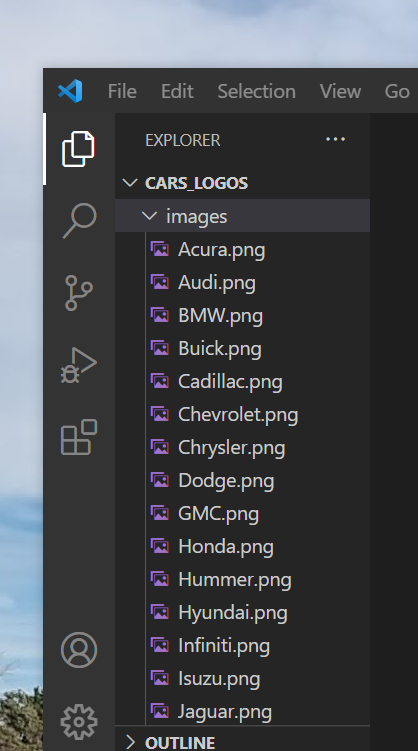 File Edit Selection View Go
EXPLORER
CARS_LOGOS
images
Acura.png
Audi.png
BMW.png
Buick.png
Cadillac.png
Chevrolet.png
Chrysler.png
Dodge.png
GMC.png
Honda.png
Hummer.png
Hyundai.png
Infiniti.png
Isuzu.png
Jaguar.png
OUTLINE